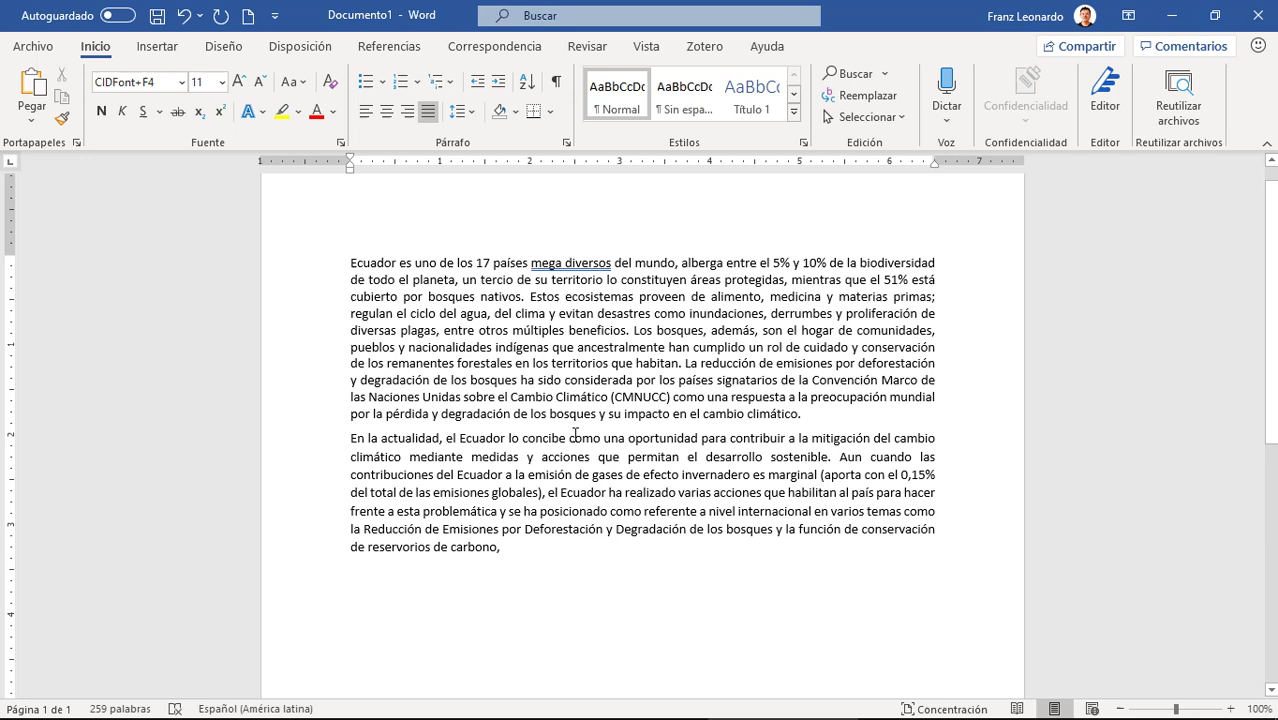 Autoguardado Documento1 - Word Buscar Franz Leonardo
Archivo Inicio Insertar Diseño Disposición Referencias Correspondencia Revisar Vista Zotero Ayuda Compartir Comentarios
CIDFont+F4 11
Pegar
N K S ab x₂ x² A A
AaBbCcDc AaBbCcDc AaBbCc
¶ Normal ¶ Sin espa... Título 1
Buscar
Reemplazar
Seleccionar
Dictar Confidencialidad Editor Reutilizar archivos
Portapapeles Fuente Párrafo Estilos Edición Voz Confidencialidad Editor Reutilizar archivos
1 1 2 3 4 5 6 7
Ecuador es uno de los 17 países mega diversos del mundo, alberga entre el 5% y 10% de la biodiversidad
de todo el planeta, un tercio de su territorio lo constituyen áreas protegidas, mientras que el 51% está
cubierto por bosques nativos. Estos ecosistemas proveen de alimento, medicina y materias primas;
regulan el ciclo del agua, del clima y evitan desastres como inundaciones, derrumbes y proliferación de
diversas plagas, entre otros múltiples beneficios. Los bosques, además, son el hogar de comunidades,
pueblos y nacionalidades indígenas que ancestralmente han cumplido un rol de cuidado y conservación
de los remanentes forestales en los territorios que habitan. La reducción de emisiones por deforestación
y degradación de los bosques ha sido considerada por los países signatarios de la Convención Marco de
las Naciones Unidas sobre el Cambio Climático (CMNUCC) como una respuesta a la preocupación mundial
por la pérdida y degradación de los bosques y su impacto en el cambio climático.
En la actualidad, el Ecuador lo concibe como una oportunidad para contribuir a la mitigación del cambio
climático mediante medidas y acciones que permitan el desarrollo sostenible. Aun cuando las
contribuciones del Ecuador a la emisión de gases de efecto invernadero es marginal (aporta con el 0,15%
del total de las emisiones globales), el Ecuador ha realizado varias acciones que habilitan al país para hacer
frente a esta problemática y se ha posicionado como referente a nivel internacional en varios temas como
la Reducción de Emisiones por Deforestación y Degradación de los bosques y la función de conservación
de reservorios de carbono,
1
2
3
4
Página 1 de 1 259 palabras Español (América latina) Concentración 100%